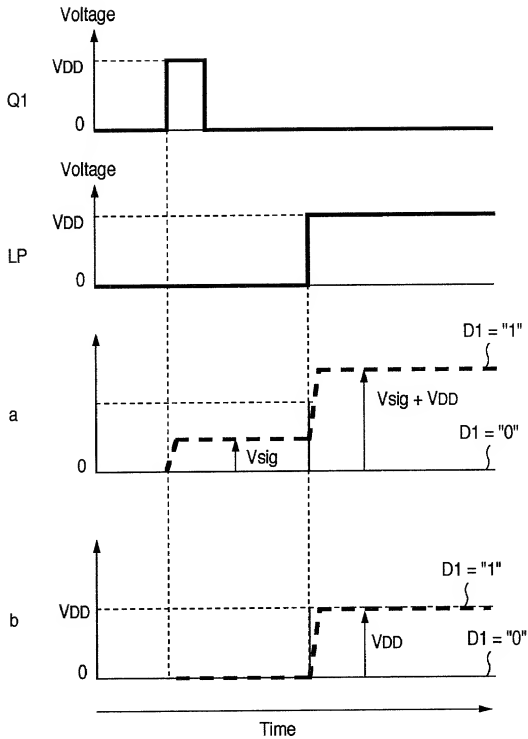 Voltage
VDD
Q1
0
Voltage
VDD
LP
0
D1 = "1"
Vsig + VDD
a
D1 = "0"
Vsig
0
D1 = "1"
VDD
b
D1 = "0"
VDD
0
Time